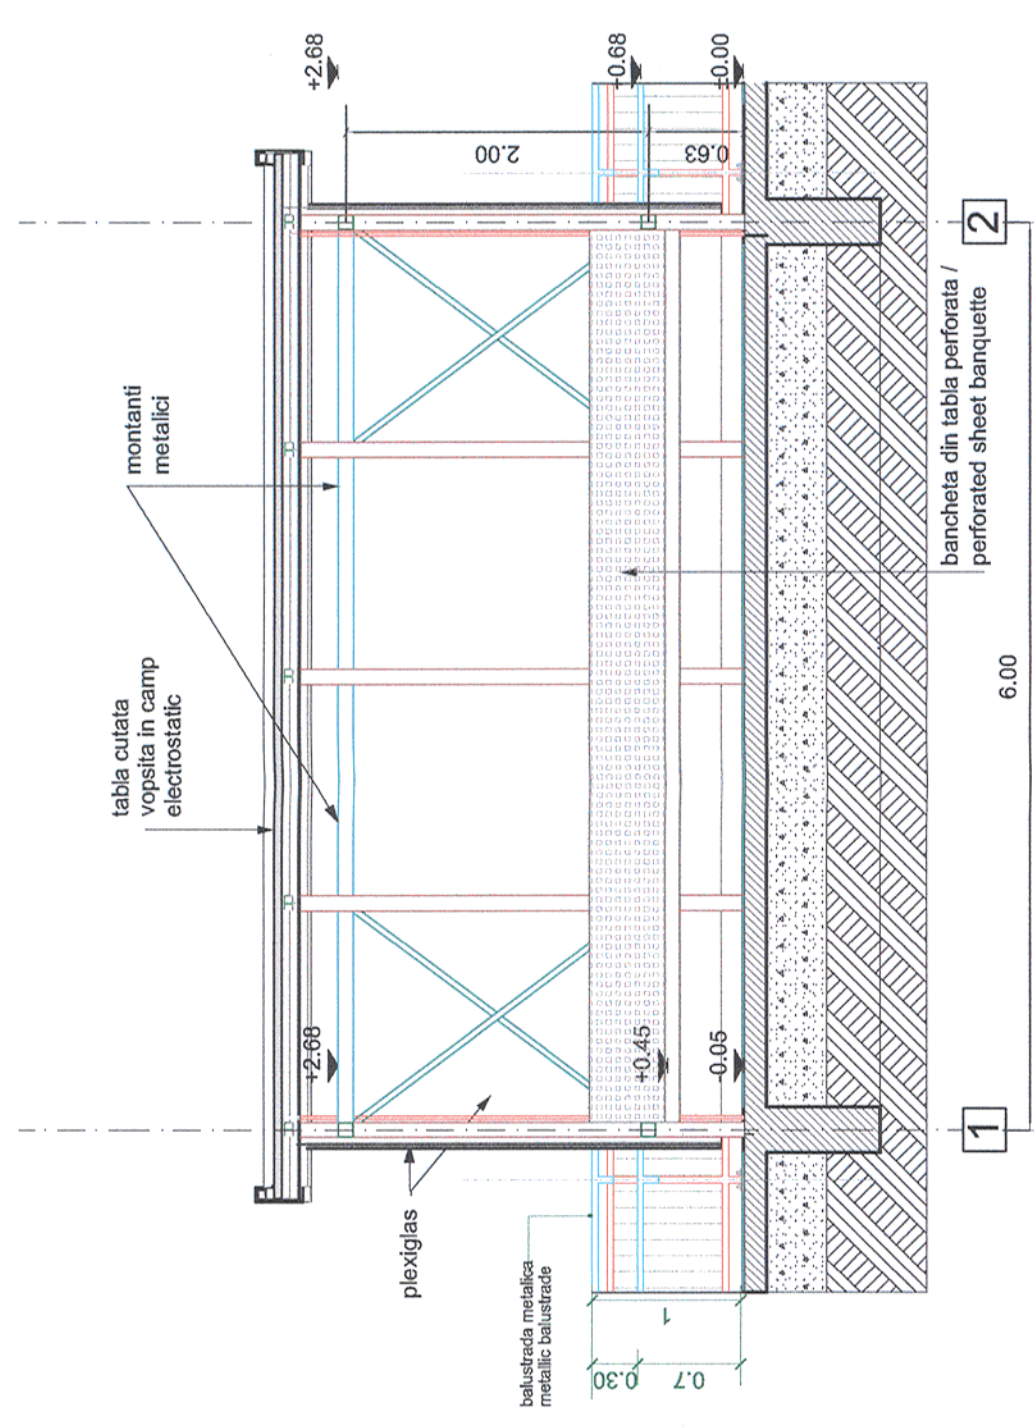 tabla cutata
vopsita in camp
electrostatic
montanti
metalici
+2.68
+0.68
+0.00
2.00
0.63
plexiglas
+2.68
+0.45
-0.05
balustrada metalica
metallic balustrade
0.30
0.7
1
bancheta din tabla perforata /
perforated sheet banquette
1
2
6.00